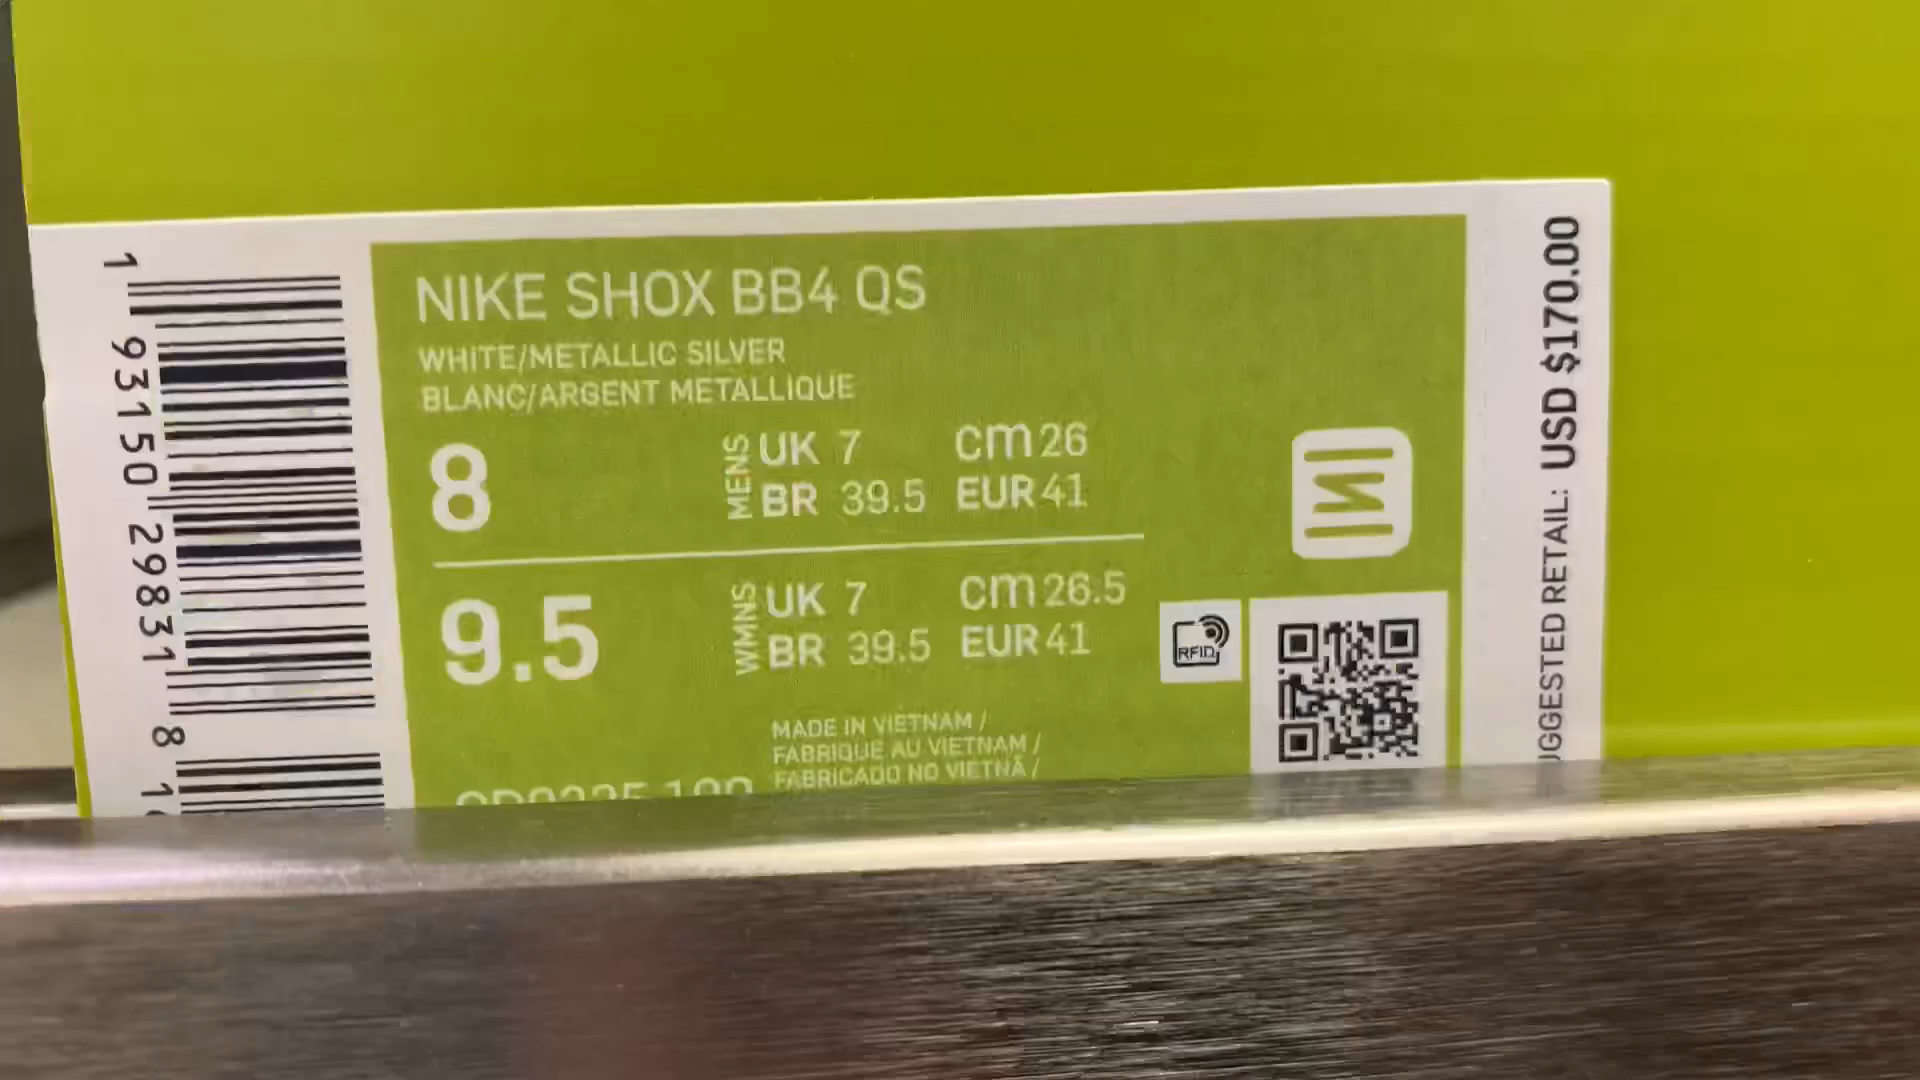 NIKE SHOX BB4 QS
WHITE/METALLIC SILVER
BLANC/ARGENT METALLIQUE
8
MENS
UK 7 cm 26
BR 39.5 EUR 41
9.5
WMNS
UK 7 cm 26.5
BR 39.5 EUR 41
MADE IN VIETNAM /
FABRIQUE AU VIETNAM /
FABRICADO NO VIETNÃ /
RFID
1 93150 29831 8
RETAIL: USD $170.00